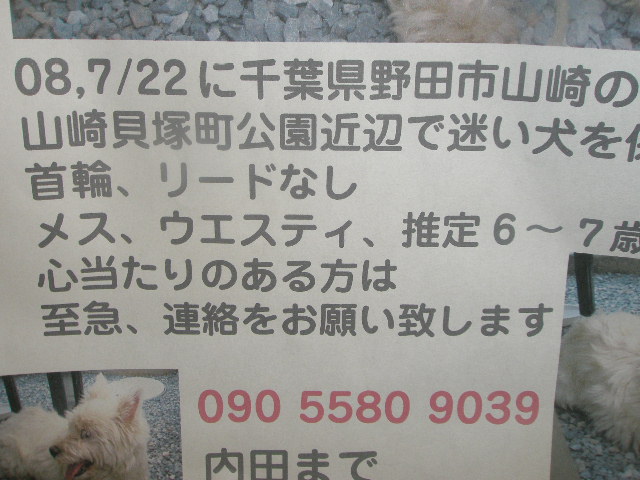 08,7/22に千葉県野田市山崎の
山崎貝塚町公園近辺で迷い犬を
首輪、リードなし
メス、ウエスティ、推定6〜7歳
心当たりのある方は
至急、連絡をお願い致します
090 5580 9039
内田まで